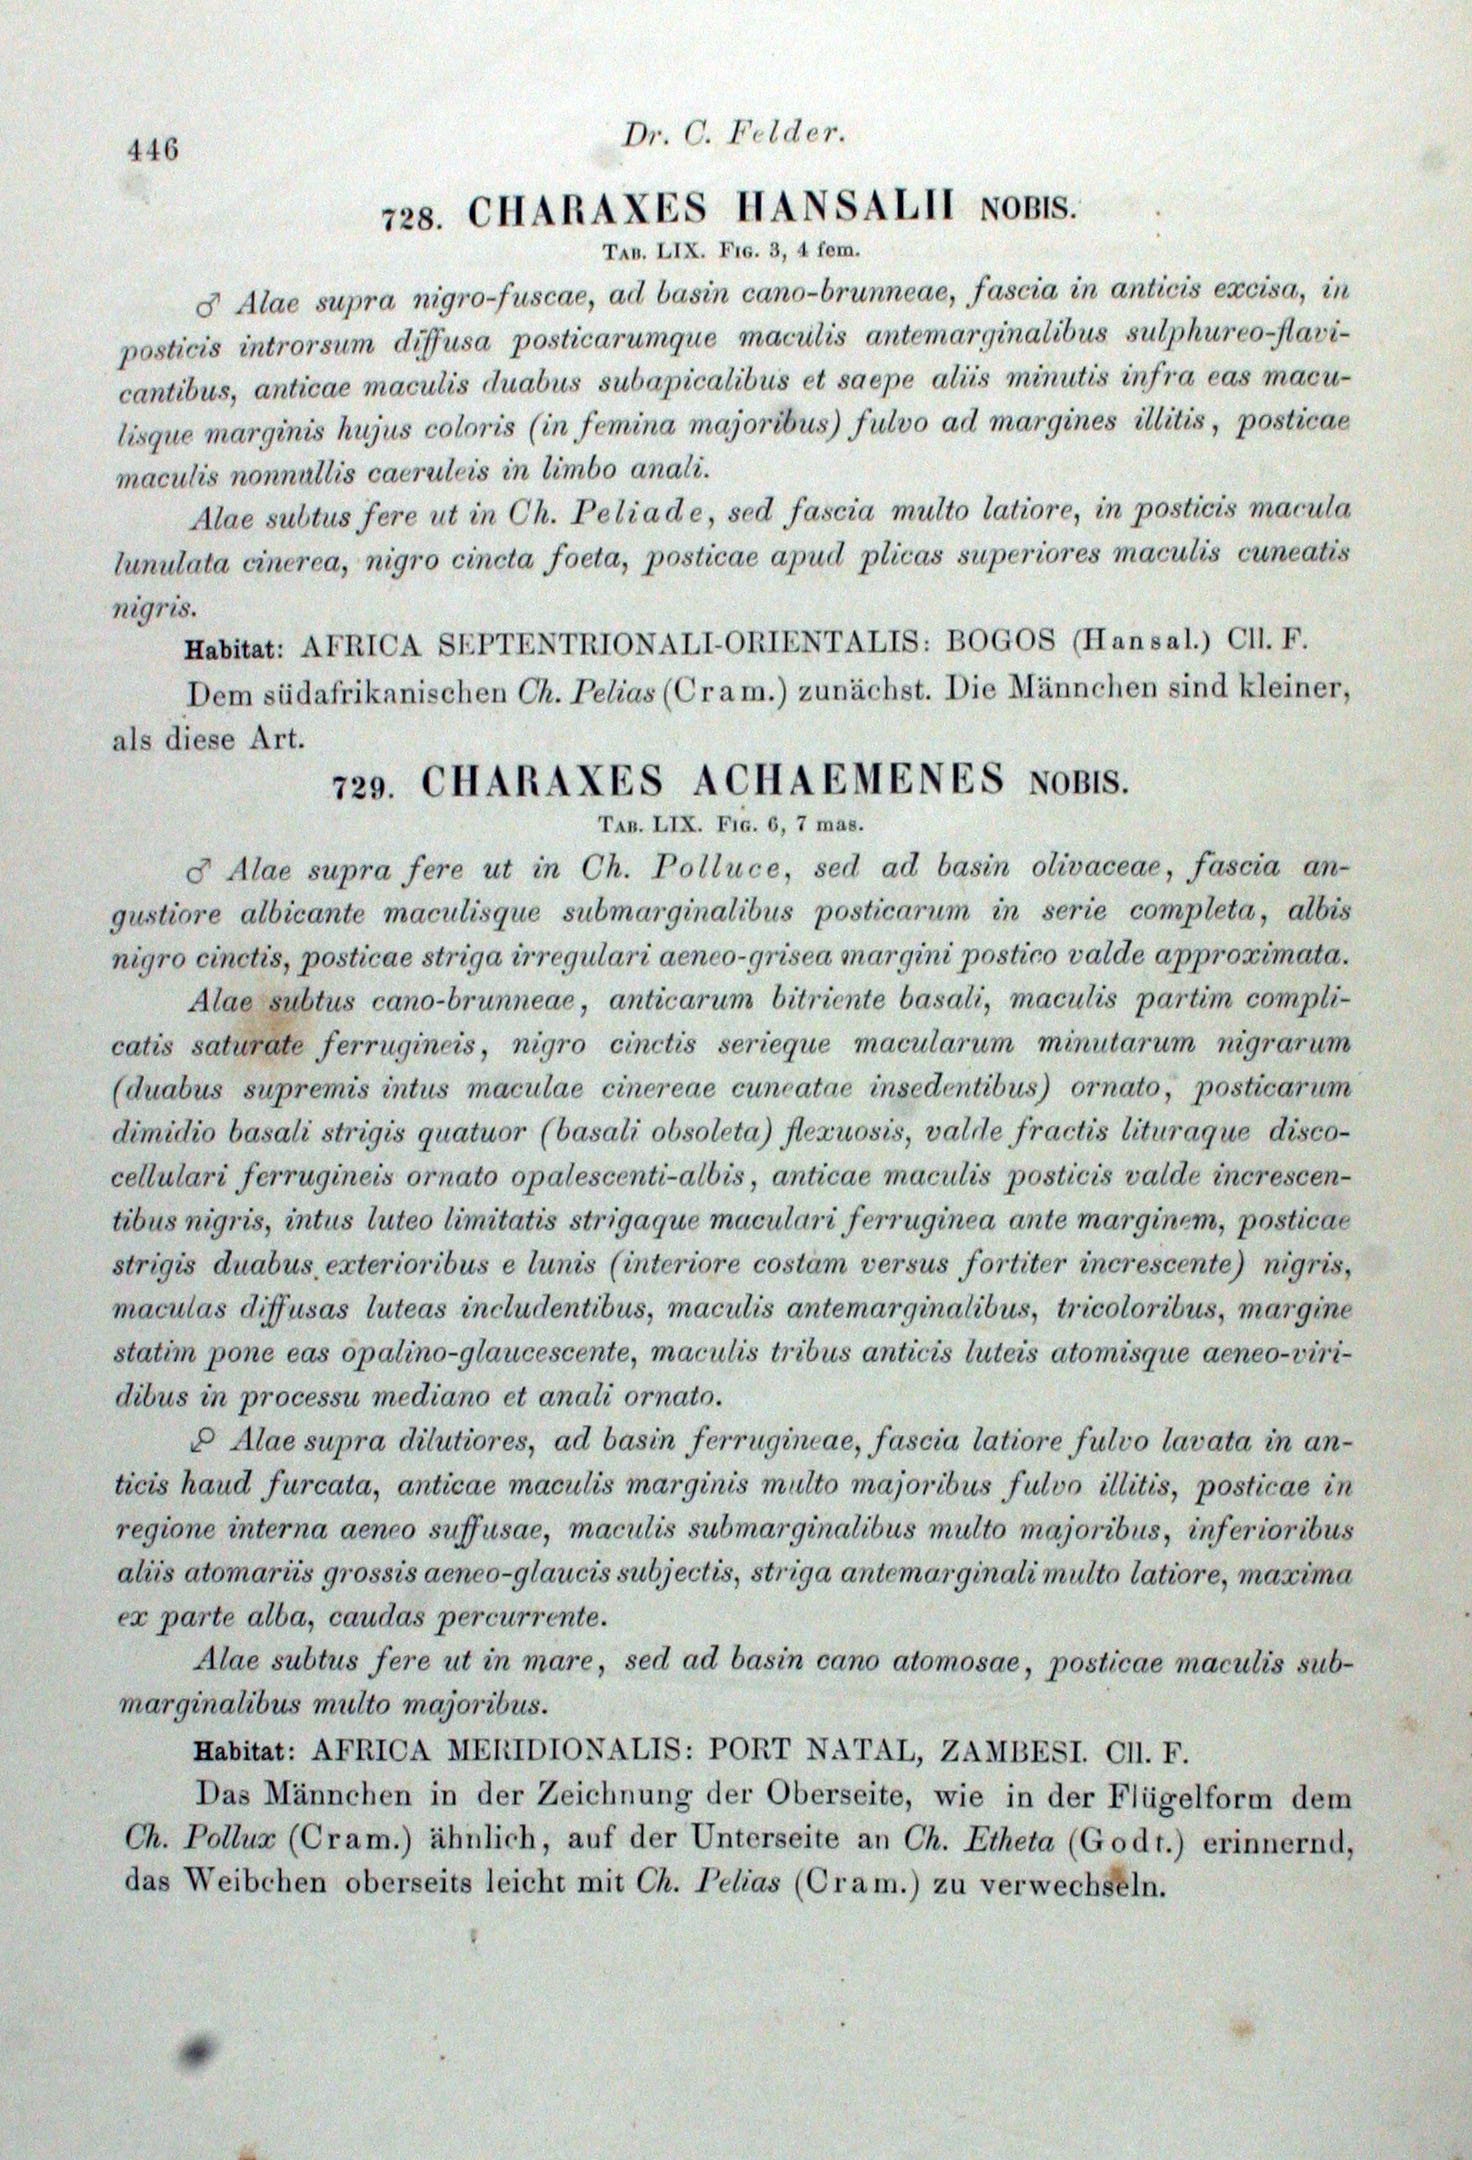 446
Dr. C. Felder.
728. CHARAXES HANSALII NOBIS.
TAB. LIX. FIG. 3, 4 fem.
♂ Alae supra nigro-fuscae, ad basin cano-brunneae, fascia in anticis excisa, in
posticis introrsum diffusa posticarumque maculis antemarginalibus sulphureo-flavi-
cantibus, anticae maculis duabus subapicalibus et saepe aliis minutis infra eas macu-
lisque marginis hujus coloris (in femina majoribus) fulvo ad margines illitis, posticae
maculis nonnullis caeruleis in limbo anali.
Alae subtus fere ut in Ch. Peliade, sed fascia multo latiore, in posticis macula
lunulata cinerea, nigro cincta foeta, posticae apud plicas superiores maculis cuneatis
nigris.
Habitat: AFRICA SEPTENTRIONALI-ORIENTALIS: BOGOS (Hansal.) Cll. F.
Dem südafrikanischen Ch. Pelias (Cram.) zunächst. Die Männchen sind kleiner,
als diese Art.
729. CHARAXES ACHAEMENES NOBIS.
TAB. LIX. FIG. 6, 7 mas.
♂ Alae supra fere ut in Ch. Polluce, sed ad basin olivaceae, fascia an-
gustiore albicante maculisque submarginalibus posticarum in serie completa, albis
nigro cinctis, posticae striga irregulari aeneo-grisea margini postico valde approximata.
Alae subtus cano-brunneae, anticarum bitriente basali, maculis partim compli-
catis saturate ferrugineis, nigro cinctis serieque macularum minutarum nigrarum
(duabus supremis intus maculae cinereae cuneatae insedentibus) ornato, posticarum
dimidio basali strigis quatuor (basali obsoleta) flexuosis, valde fractis lituraque disco-
cellulari ferrugineis ornato opalescenti-albis, anticae maculis posticis valde increscen-
tibus nigris, intus luteo limitatis strigaque maculari ferruginea ante marginem, posticae
strigis duabus exterioribus e lunis (interiore costam versus fortiter increscente) nigris,
maculas diffusas luteas includentibus, maculis antemarginalibus, tricoloribus, margine
statim pone eas opalino-glaucescente, maculis tribus anticis luteis atomisque aeneo-viri-
dibus in processu mediano et anali ornato.
♀ Alae supra dilutiores, ad basin ferrugineae, fascia latiore fulvo lavata in an-
ticis haud furcata, anticae maculis marginis multo majoribus fulvo illitis, posticae in
regione interna aeneo suffusae, maculis submarginalibus multo majoribus, inferioribus
aliis atomariis grossis aeneo-glaucis subjectis, striga antemarginali multo latiore, maxima
ex parte alba, caudas percurrente.
Alae subtus fere ut in mare, sed ad basin cano atomosae, posticae maculis sub-
marginalibus multo majoribus.
Habitat: AFRICA MERIDIONALIS: PORT NATAL, ZAMBESI. Cll. F.
Das Männchen in der Zeichnung der Oberseite, wie in der Flügelform dem
Ch. Pollux (Cram.) ähnlich, auf der Unterseite an Ch. Etheta (Godt.) erinnernd,
das Weibchen oberseits leicht mit Ch. Pelias (Cram.) zu verwechseln.